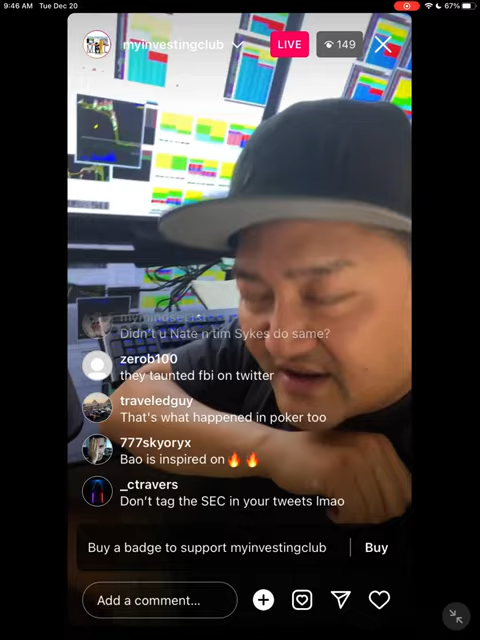 9:46 AM Tue Dec 20
67%
myinvestingclub
LIVE
149
Didn't u Nate n tim Sykes do same?
zerob100
they taunted fbi on twitter
traveledguy
That's what happened in poker too
777skyoryx
Bao is inspired on🔥🔥
_ctravers
Don't tag the SEC in your tweets lmao
Buy a badge to support myinvestingclub
Buy
Add a comment...